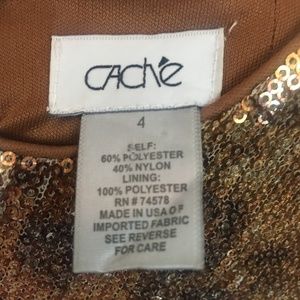 CAChé
4
SELF:
60% POLYESTER
40% NYLON
LINING:
100% POLYESTER
RN # 74578
MADE IN USA OF
IMPORTED FABRIC
SEE REVERSE
FOR CARE